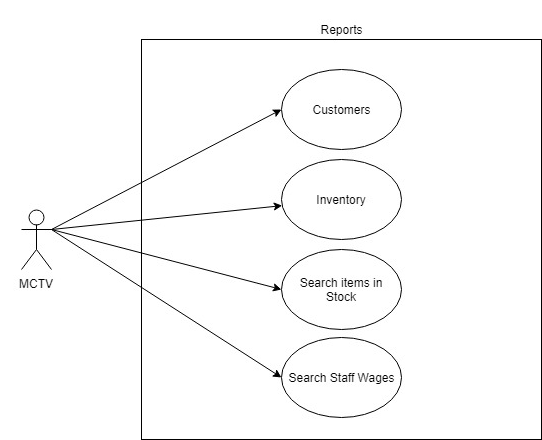 Reports
Customers
Inventory
MCTV
Search items in
Stock
Search Staff Wages